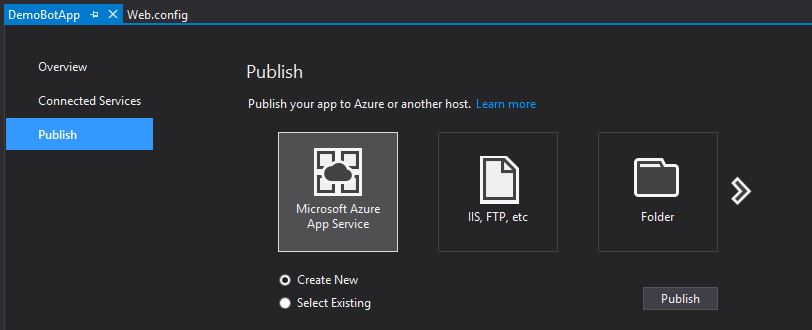 DemoBotApp
Web.config
Overview
Connected Services
Publish
Publish
Publish your app to Azure or another host. Learn more
Microsoft Azure
App Service
IIS, FTP, etc
Folder
Create New
Select Existing
Publish